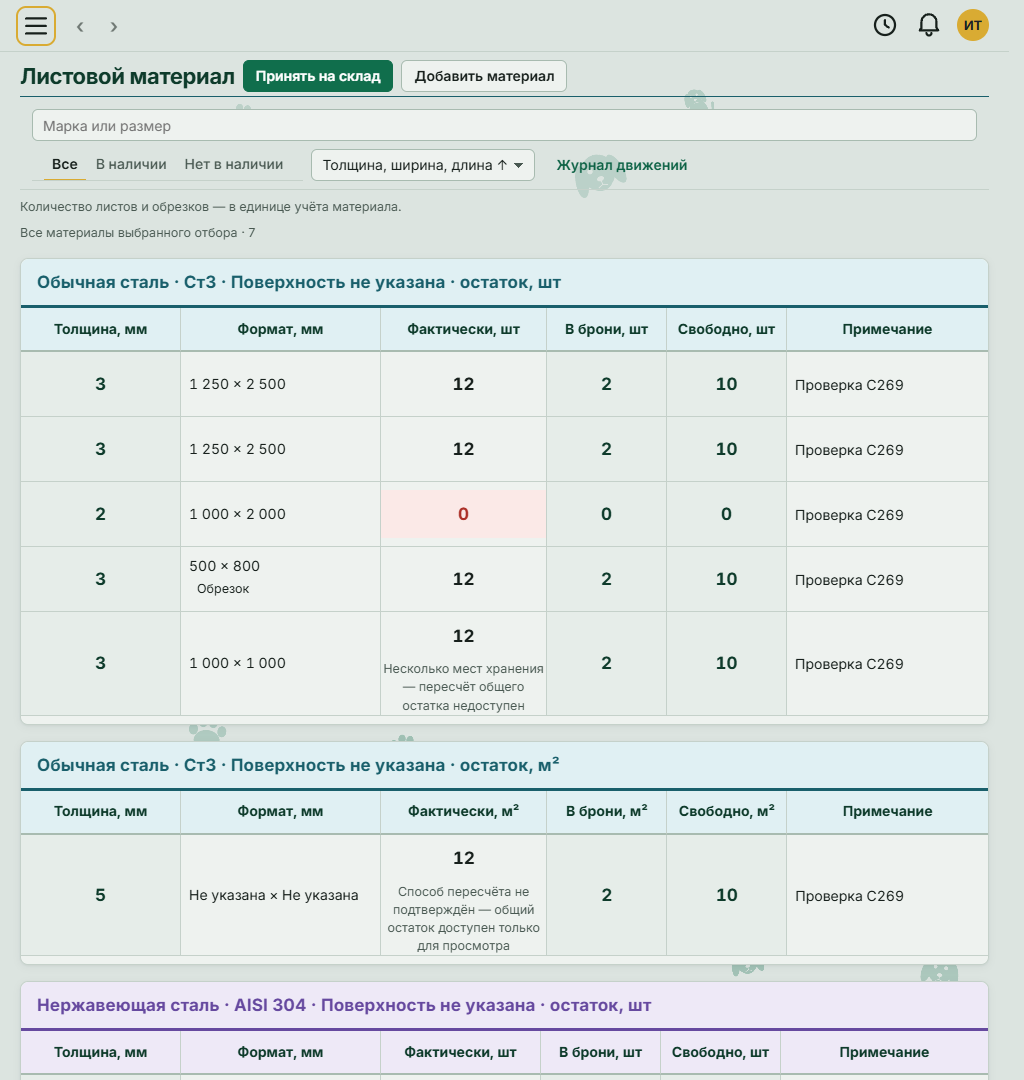 ИТ
Листовой материал Принять на склад Добавить материал
Марка или размер
Все В наличии Нет в наличии Толщина, ширина, длина ↑ Журнал движений
Количество листов и обрезков — в единице учёта материала.
Все материалы выбранного отбора · 7
Обычная сталь · Ст3 · Поверхность не указана · остаток, шт
Толщина, мм Формат, мм Фактически, шт В брони, шт Свободно, шт Примечание
3 1 250 × 2 500 12 2 10 Проверка С269
3 1 250 × 2 500 12 2 10 Проверка С269
2 1 000 × 2 000 0 0 0 Проверка С269
3 500 × 800 12 2 10 Проверка С269
Обрезок
3 1 000 × 1 000 12 2 10 Проверка С269
Несколько мест хранения
— пересчёт общего
остатка недоступен
Обычная сталь · Ст3 · Поверхность не указана · остаток, м²
Толщина, мм Формат, мм Фактически, м² В брони, м² Свободно, м² Примечание
5 Не указана × Не указана 12 2 10 Проверка С269
Способ пересчёта не
подтверждён — общий
остаток доступен только
для просмотра
Нержавеющая сталь · AISI 304 · Поверхность не указана · остаток, шт
Толщина, мм Формат, мм Фактически, шт В брони, шт Свободно, шт Примечание